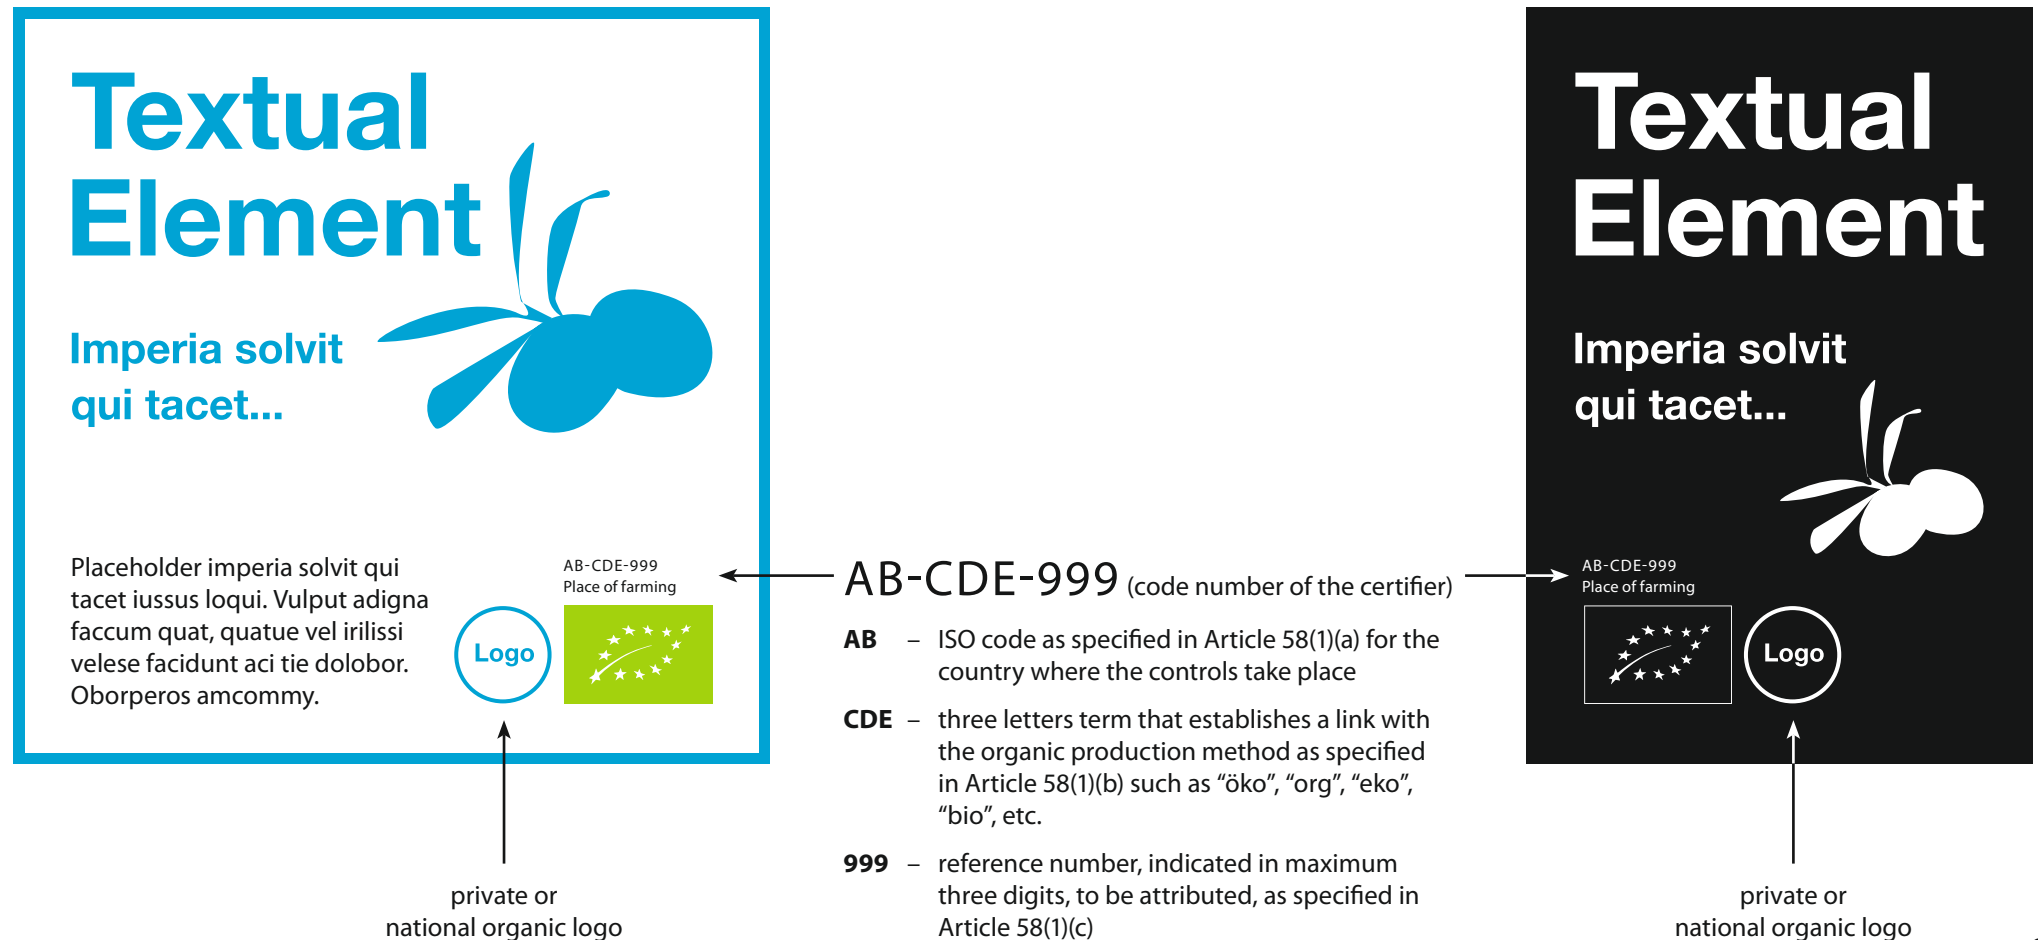 Textual
Element
Imperia solvit
qui tacet...
Placeholder imperia solvit qui
tacet iussus loqui. Vulput adigna
faccum quat, quatue vel irilissi
velese facidunt aci tie dolobor.
Oborperos amcommy.
AB-CDE-999
Place of farming
Logo
private or
national organic logo
AB-CDE-999 (code number of the certifier)
AB – ISO code as specified in Article 58(1)(a) for the
country where the controls take place
CDE – three letters term that establishes a link with
the organic production method as specified
in Article 58(1)(b) such as “öko”, “org”, “eko”,
“bio”, etc.
999 – reference number, indicated in maximum
three digits, to be attributed, as specified in
Article 58(1)(c)
Textual
Element
Imperia solvit
qui tacet...
AB-CDE-999
Place of farming
Logo
private or
national organic logo